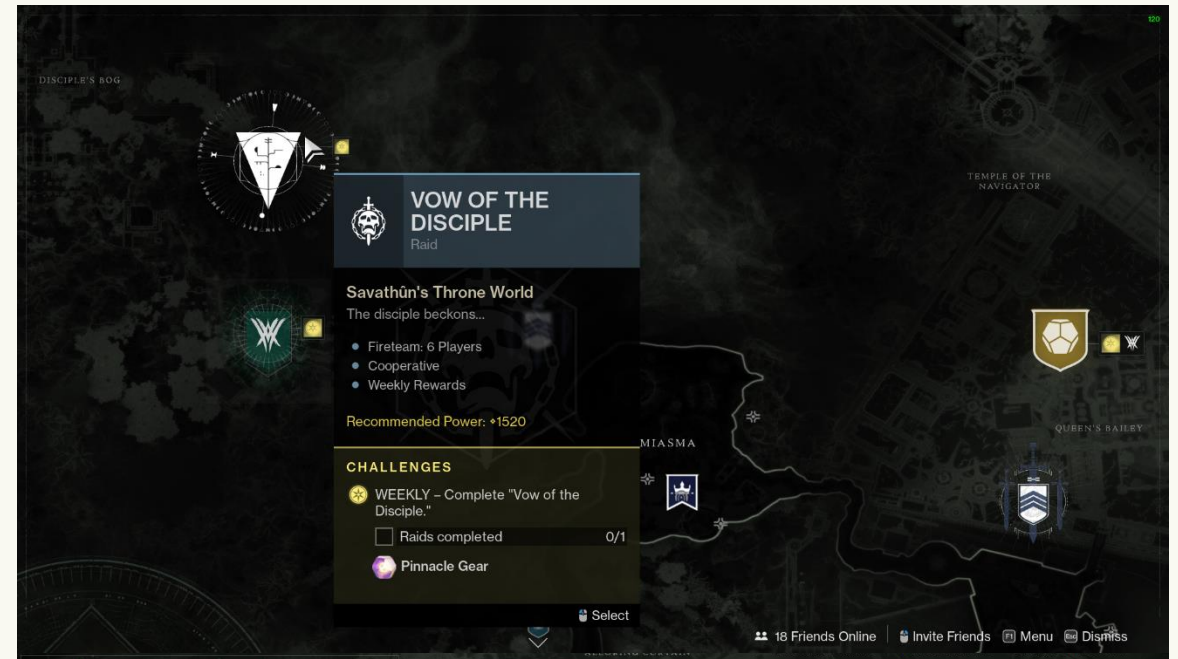 120
DISCIPLE'S BOG
TEMPLE OF THE
NAVIGATOR
VOW OF THE
DISCIPLE
Raid
Savathûn's Throne World
The disciple beckons...
Fireteam: 6 Players
Cooperative
Weekly Rewards
Recommended Power: 1520
MIASMA
QUEEN'S BAILEY
CHALLENGES
WEEKLY – Complete "Vow of the
Disciple."
Raids completed 0/1
Pinnacle Gear
Select
18 Friends Online
Invite Friends
F1 Menu
Esc Dismiss